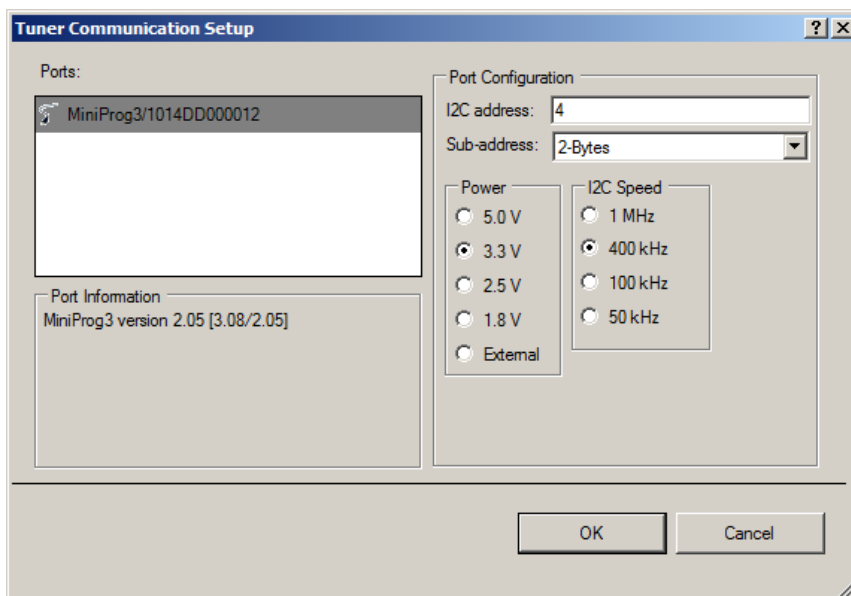 Tuner Communication Setup
Ports:
MiniProg3/1014DD000012
Port Information
MiniProg3 version 2.05 [3.08/2.05]
Port Configuration
I2C address: 4
Sub-address: 2-Bytes
Power
5.0 V
3.3 V
2.5 V
1.8 V
External
I2C Speed
1 MHz
400 kHz
100 kHz
50 kHz
OK
Cancel